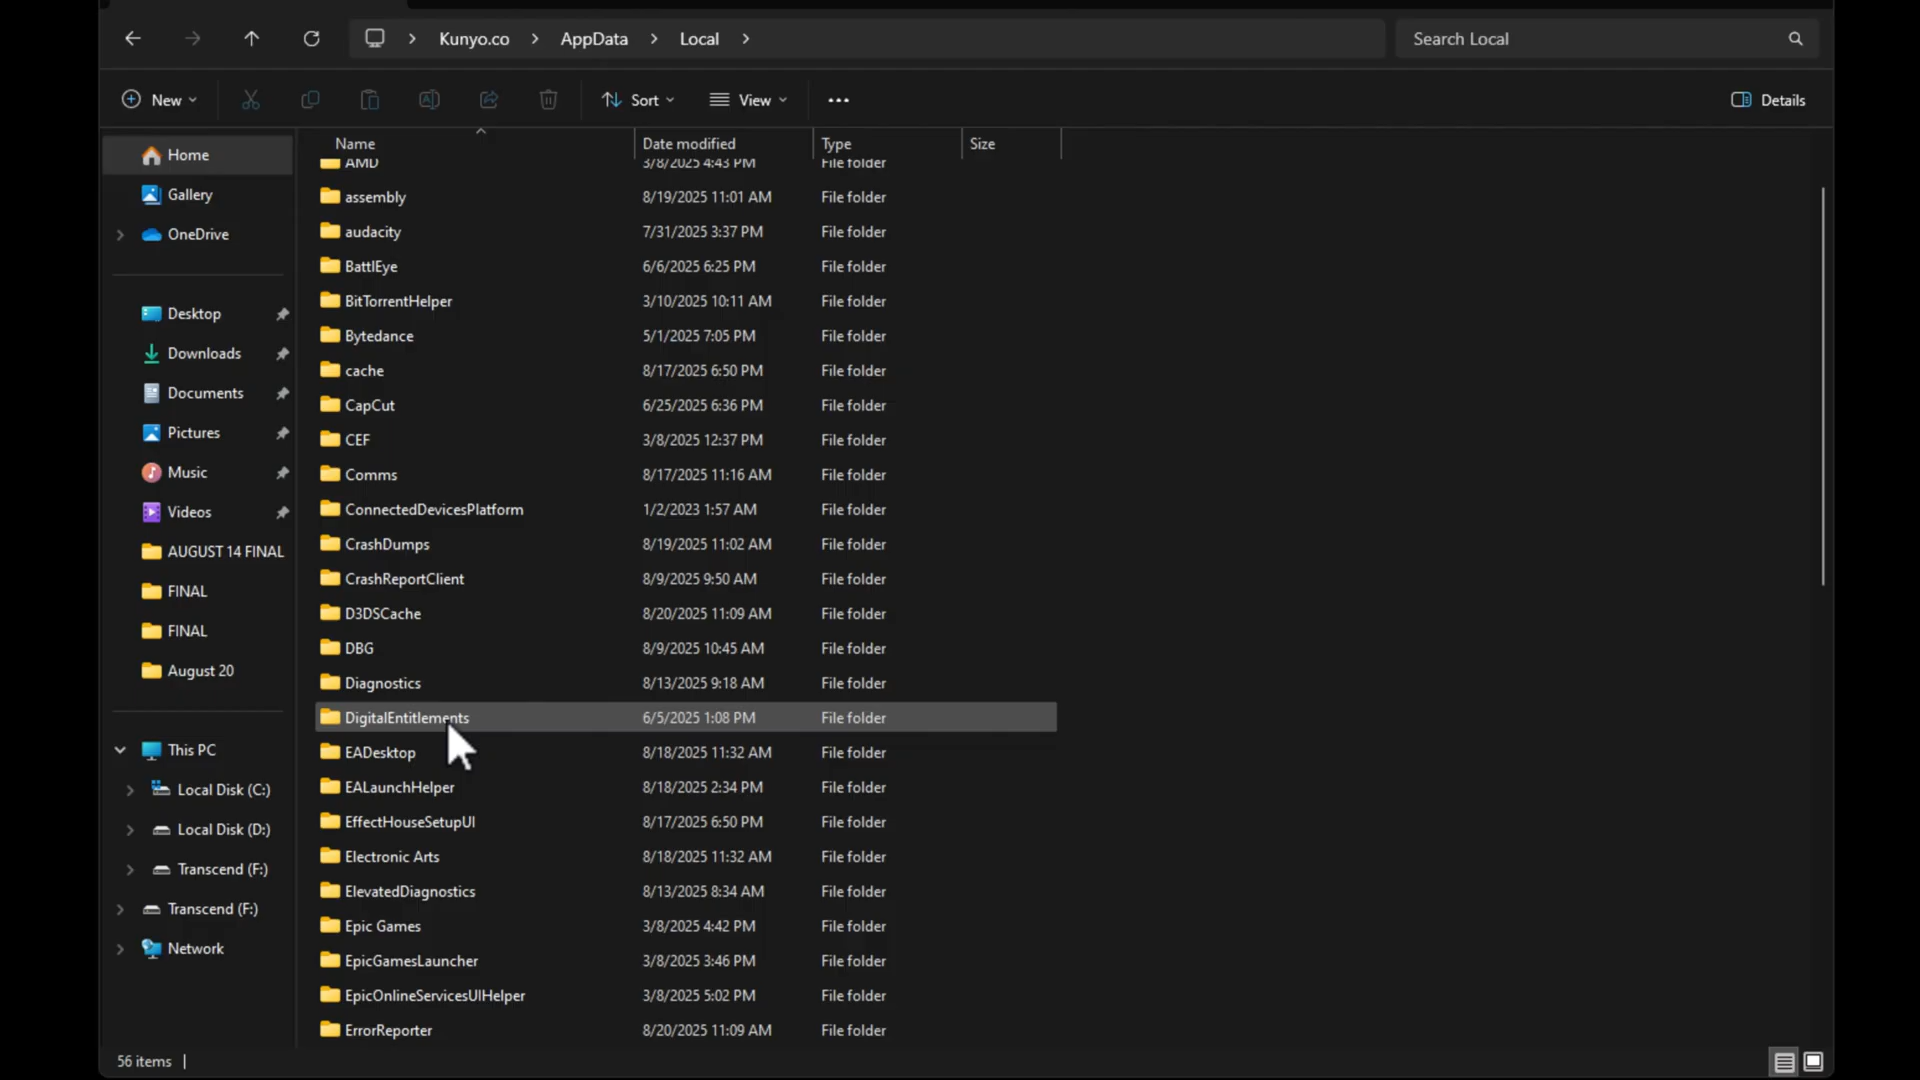 Kunyo.co > AppData > Local >
Search Local
New
Sort
View
Details
Name
Date modified
Type
Size
Home
Gallery
OneDrive
Desktop
Downloads
Documents
Pictures
Music
Videos
AUGUST 14 FINAL
FINAL
FINAL
August 20
This PC
Local Disk (C:)
Local Disk (D:)
Transcend (F:)
Transcend (F:)
Network
AMD 3/8/2025 4:43 PM File folder
assembly 8/19/2025 11:01 AM File folder
audacity 7/31/2025 3:37 PM File folder
BattlEye 6/6/2025 6:25 PM File folder
BitTorrentHelper 3/10/2025 10:11 AM File folder
Bytedance 5/1/2025 7:05 PM File folder
cache 8/17/2025 6:50 PM File folder
CapCut 6/25/2025 6:36 PM File folder
CEF 3/8/2025 12:37 PM File folder
Comms 8/17/2025 11:16 AM File folder
ConnectedDevicesPlatform 1/2/2023 1:57 AM File folder
CrashDumps 8/19/2025 11:02 AM File folder
CrashReportClient 8/9/2025 9:50 AM File folder
D3DSCache 8/20/2025 11:09 AM File folder
DBG 8/9/2025 10:45 AM File folder
Diagnostics 8/13/2025 9:18 AM File folder
DigitalEntitlements 6/5/2025 1:08 PM File folder
EADesktop 8/18/2025 11:32 AM File folder
EALaunchHelper 8/18/2025 2:34 PM File folder
EffectHouseSetupUI 8/17/2025 6:50 PM File folder
Electronic Arts 8/18/2025 11:32 AM File folder
ElevatedDiagnostics 8/13/2025 8:34 AM File folder
Epic Games 3/8/2025 4:42 PM File folder
EpicGamesLauncher 3/8/2025 3:46 PM File folder
EpicOnlineServicesUIHelper 3/8/2025 5:02 PM File folder
ErrorReporter 8/20/2025 11:09 AM File folder
56 items